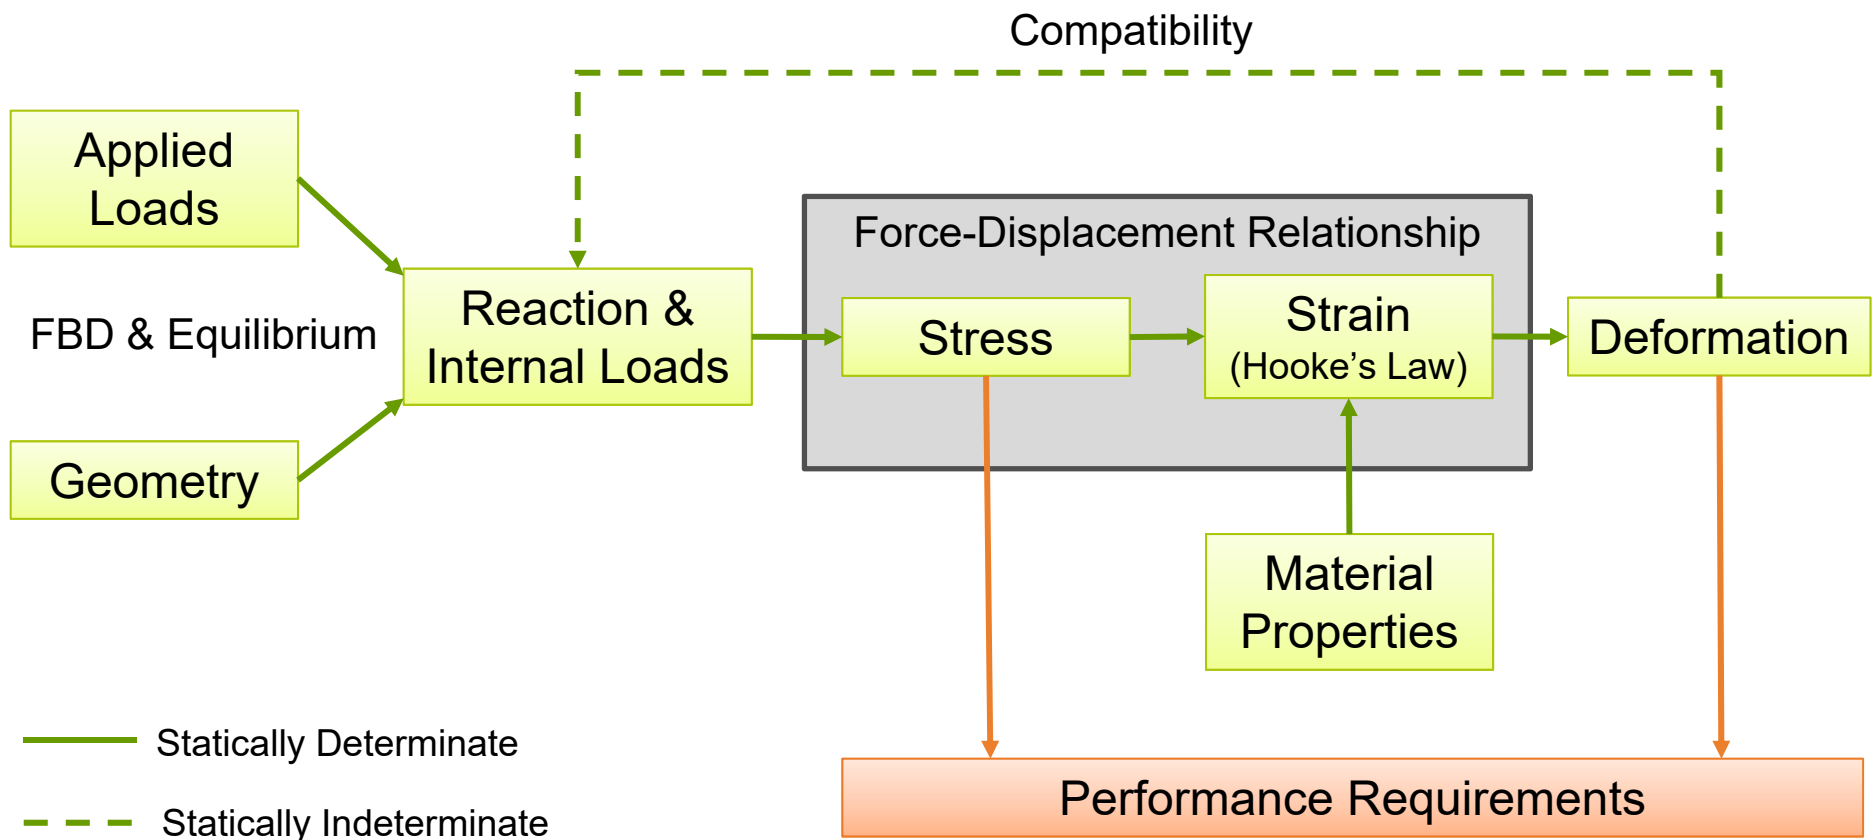 Compatibility
Applied
Loads
Force-Displacement Relationship
FBD & Equilibrium
Reaction &
Internal Loads
Stress
Strain
(Hooke’s Law)
Deformation
Geometry
Material
Properties
Statically Determinate
Statically Indeterminate
Performance Requirements